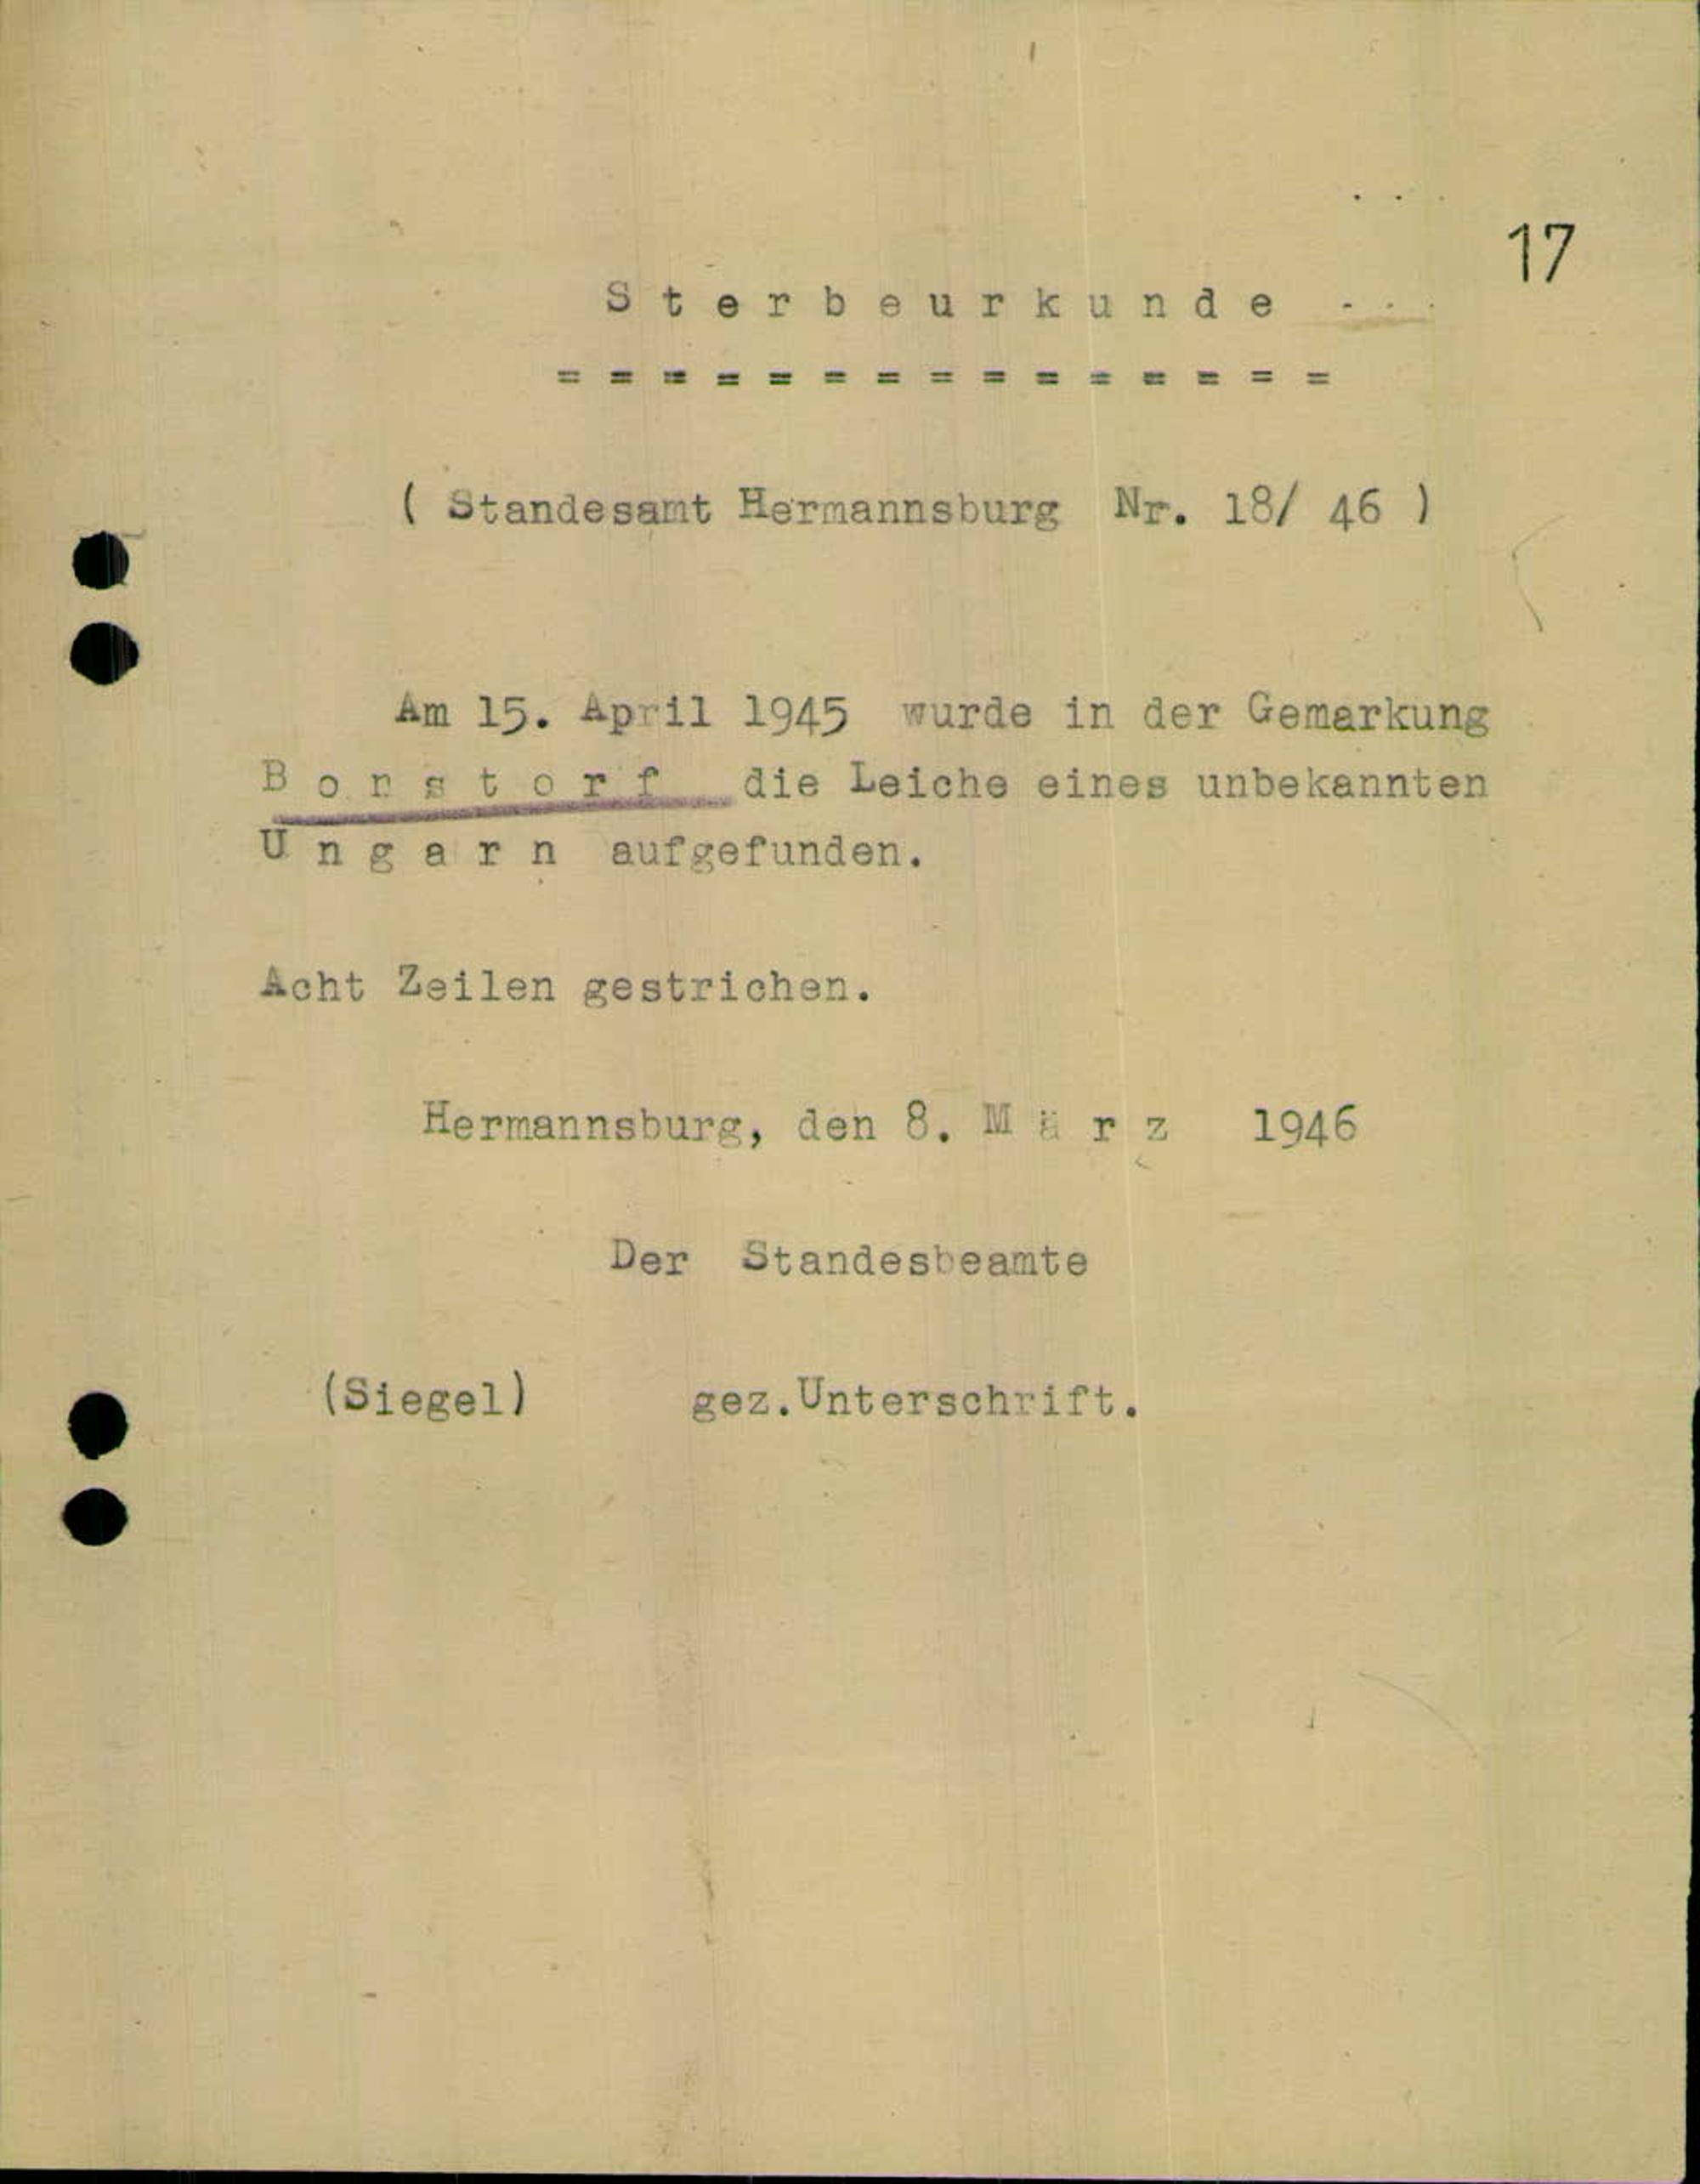 17
S t e r b e u r k u n d e
= = = = = = = = = = = = = = =
( Standesamt Hermannsburg Nr. 18/ 46 )
Am 15. April 1945 wurde in der Gemarkung
B o n s t o r f die Leiche eines unbekannten
U n g a r n aufgefunden.
Acht Zeilen gestrichen.
Hermannsburg, den 8. M ä r z 1946
Der Standesbeamte
(Siegel) gez.Unterschrift.